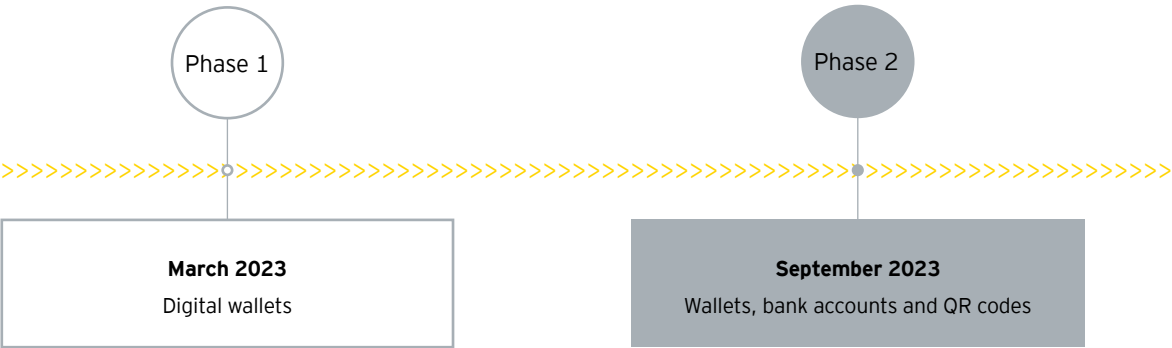 Phase 1
Phase 2
March 2023
Digital wallets
September 2023
Wallets, bank accounts and QR codes